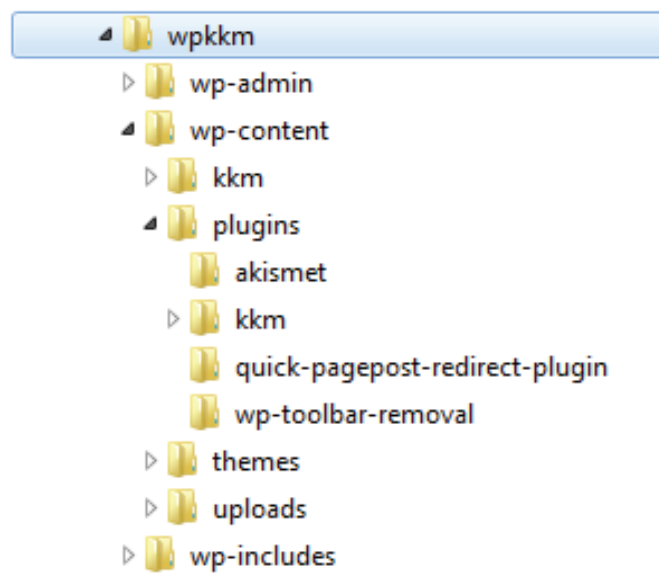 wpkkm
wp-admin
wp-content
kkm
plugins
akismet
kkm
quick-pagepost-redirect-plugin
wp-toolbar-removal
themes
uploads
wp-includes